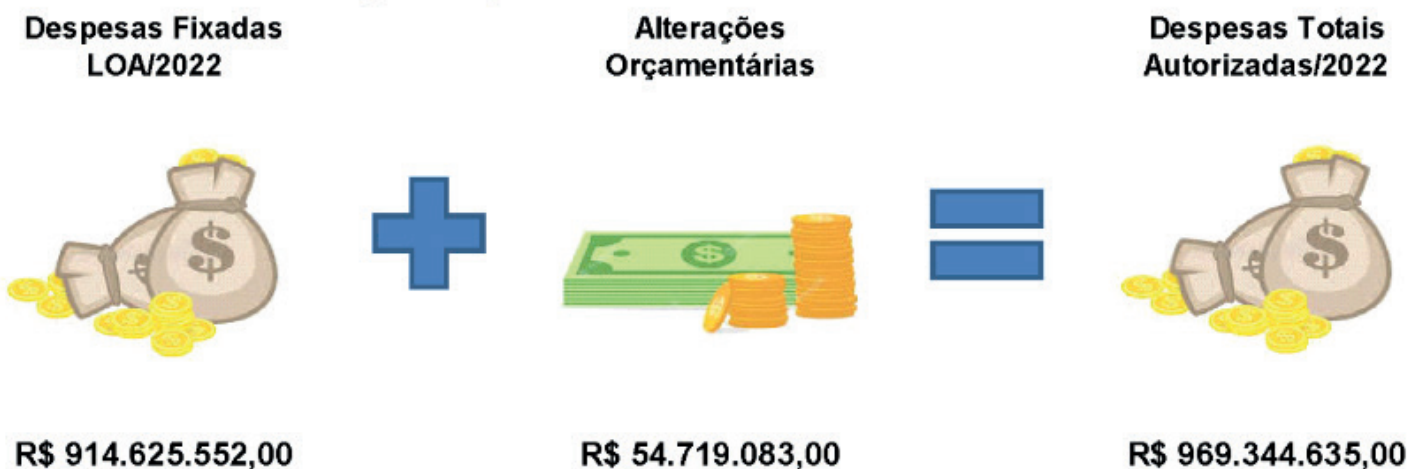 Despesas Fixadas
LOA/2022
Alterações
Orçamentárias
Despesas Totais
Autorizadas/2022
R$ 914.625.552,00
R$ 54.719.083,00
R$ 969.344.635,00